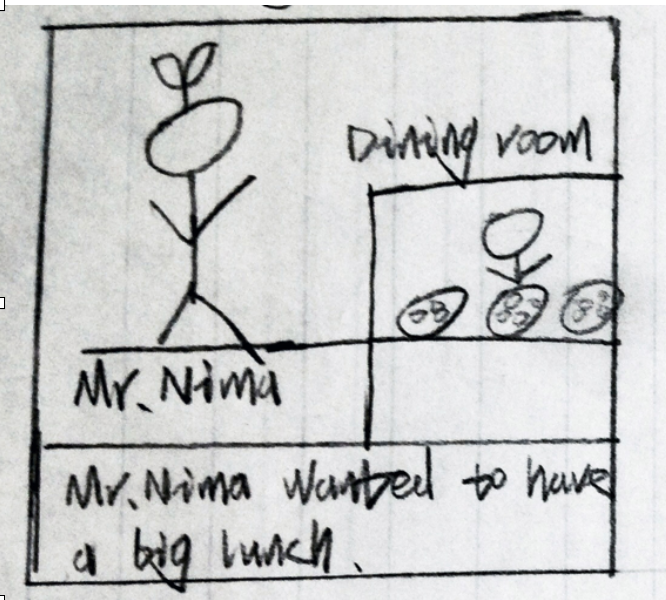 Dining room
Mr. Nima
Mr. Nima wanted to have
a big lunch.